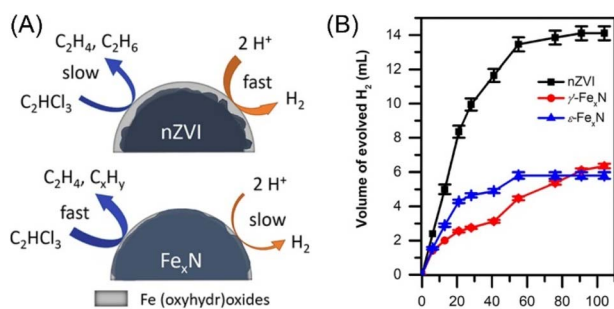 (A)
C₂H₄, C₂H₆
slow
C₂HCl₃
2 H⁺
fast
H₂
nZVI
C₂H₄, CₓHᵧ
fast
C₂HCl₃
2 H⁺
slow
H₂
FeₓN
Fe (oxyhydr)oxides
(B)
Volume of evolved H₂ (mL)
14
12
10
8
6
4
2
0
nZVI
γ'-FeₓN
ε-FeₓN
0 20 40 60 80 100